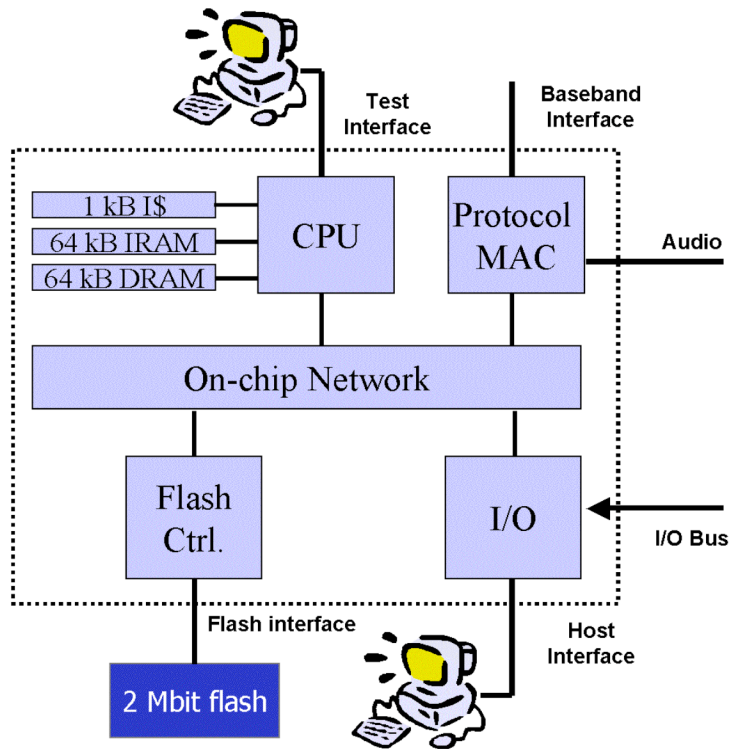 Test
Interface
Baseband
Interface
1 kB I$
64 kB IRAM
64 kB DRAM
CPU
Protocol
MAC
Audio
On-chip Network
Flash
Ctrl.
I/O
I/O Bus
Flash interface
Host
Interface
2 Mbit flash